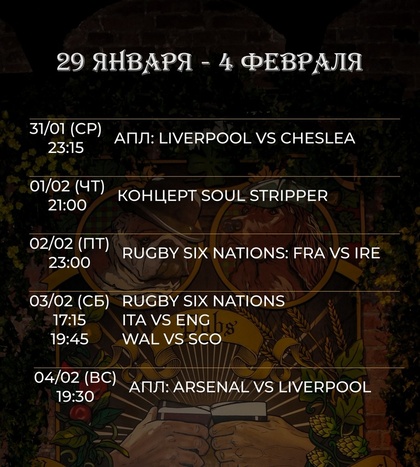 29 ЯНВАРЯ - 4 ФЕВРАЛЯ
31/01 (СР)
23:15
АПЛ: LIVERPOOL VS CHESLEA
01/02 (ЧТ)
21:00
КОНЦЕРТ SOUL STRIPPER
02/02 (ПТ)
23:00
RUGBY SIX NATIONS: FRA VS IRE
03/02 (СБ)
17:15
19:45
RUGBY SIX NATIONS
ITA VS ENG
WAL VS SCO
04/02 (ВС)
19:30
АПЛ: ARSENAL VS LIVERPOOL